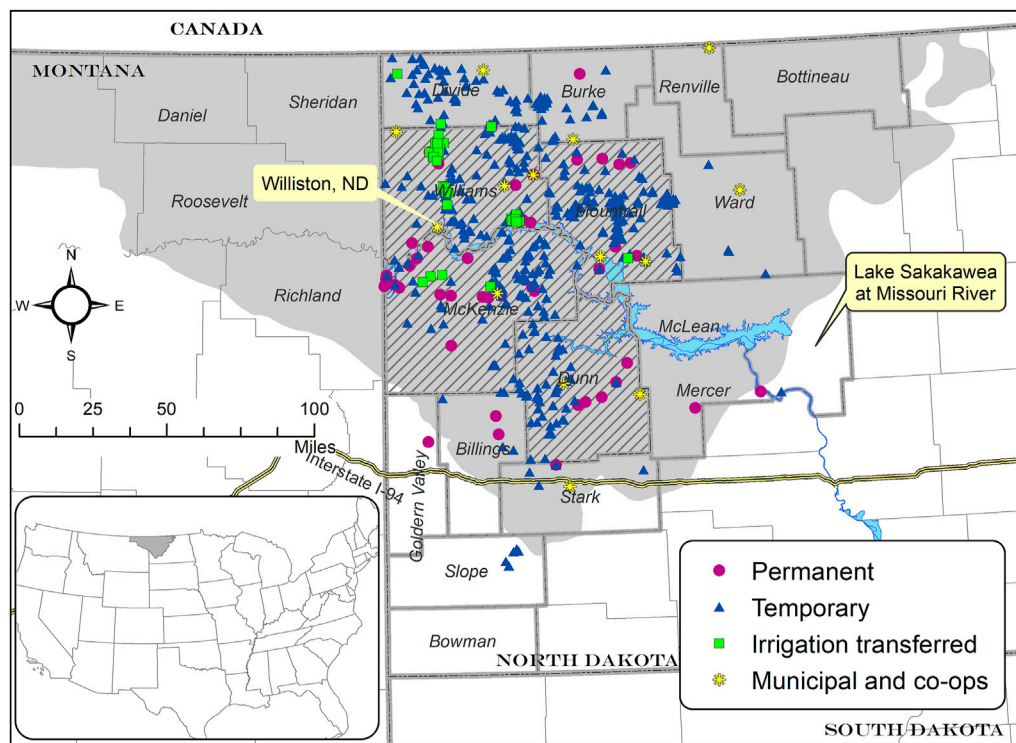 CANADA
MONTANA
Daniel
Sheridan
Divide
Burke
Renville
Bottineau
Williston, ND
Roosevelt
Williams
Mountrail
Ward
N
W
E
S
Richland
McKenzie
McLean
Lake Sakakawea
at Missouri River
Dunn
Mercer
0 25 50 100
Miles
Interstate I-94
Billings
Goldern Valley
Stark
Slope
Bowman
NORTH DAKOTA
SOUTH DAKOTA
Permanent
Temporary
Irrigation transferred
Municipal and co-ops